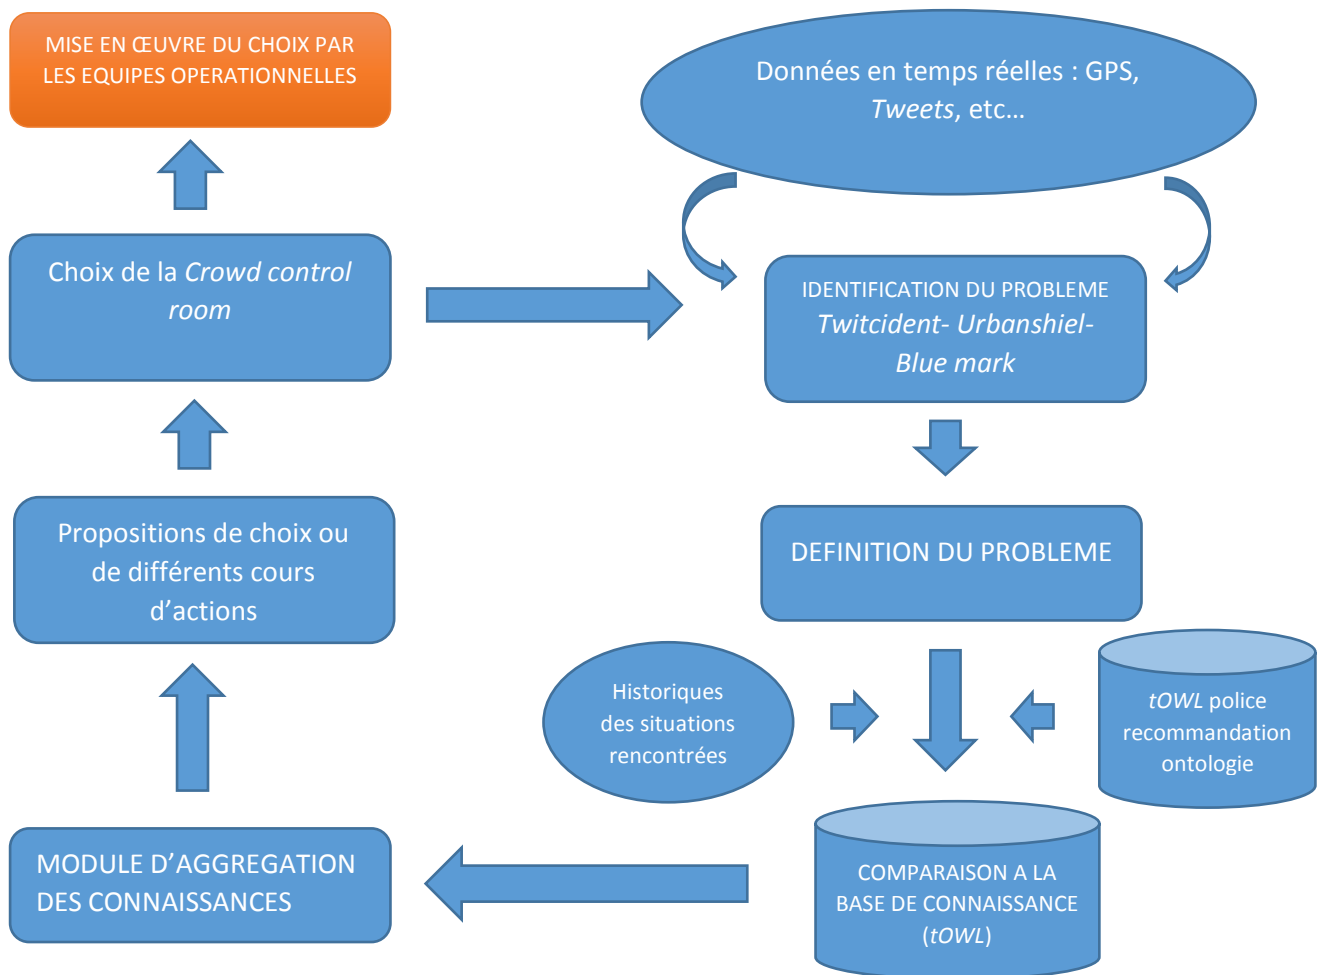 MISE EN ŒUVRE DU CHOIX PAR
LES EQUIPES OPERATIONNELLES
Données en temps réelles : GPS,
Tweets, etc…
Choix de la Crowd control
room
IDENTIFICATION DU PROBLEME
Twitcident- Urbanshiel-
Blue mark
Propositions de choix ou
de différents cours
d’actions
DEFINITION DU PROBLEME
Historiques
des situations
rencontrées
tOWL police
recommandation
ontologie
MODULE D’AGGREGATION
DES CONNAISSANCES
COMPARAISON A LA
BASE DE CONNAISSANCE
(tOWL)